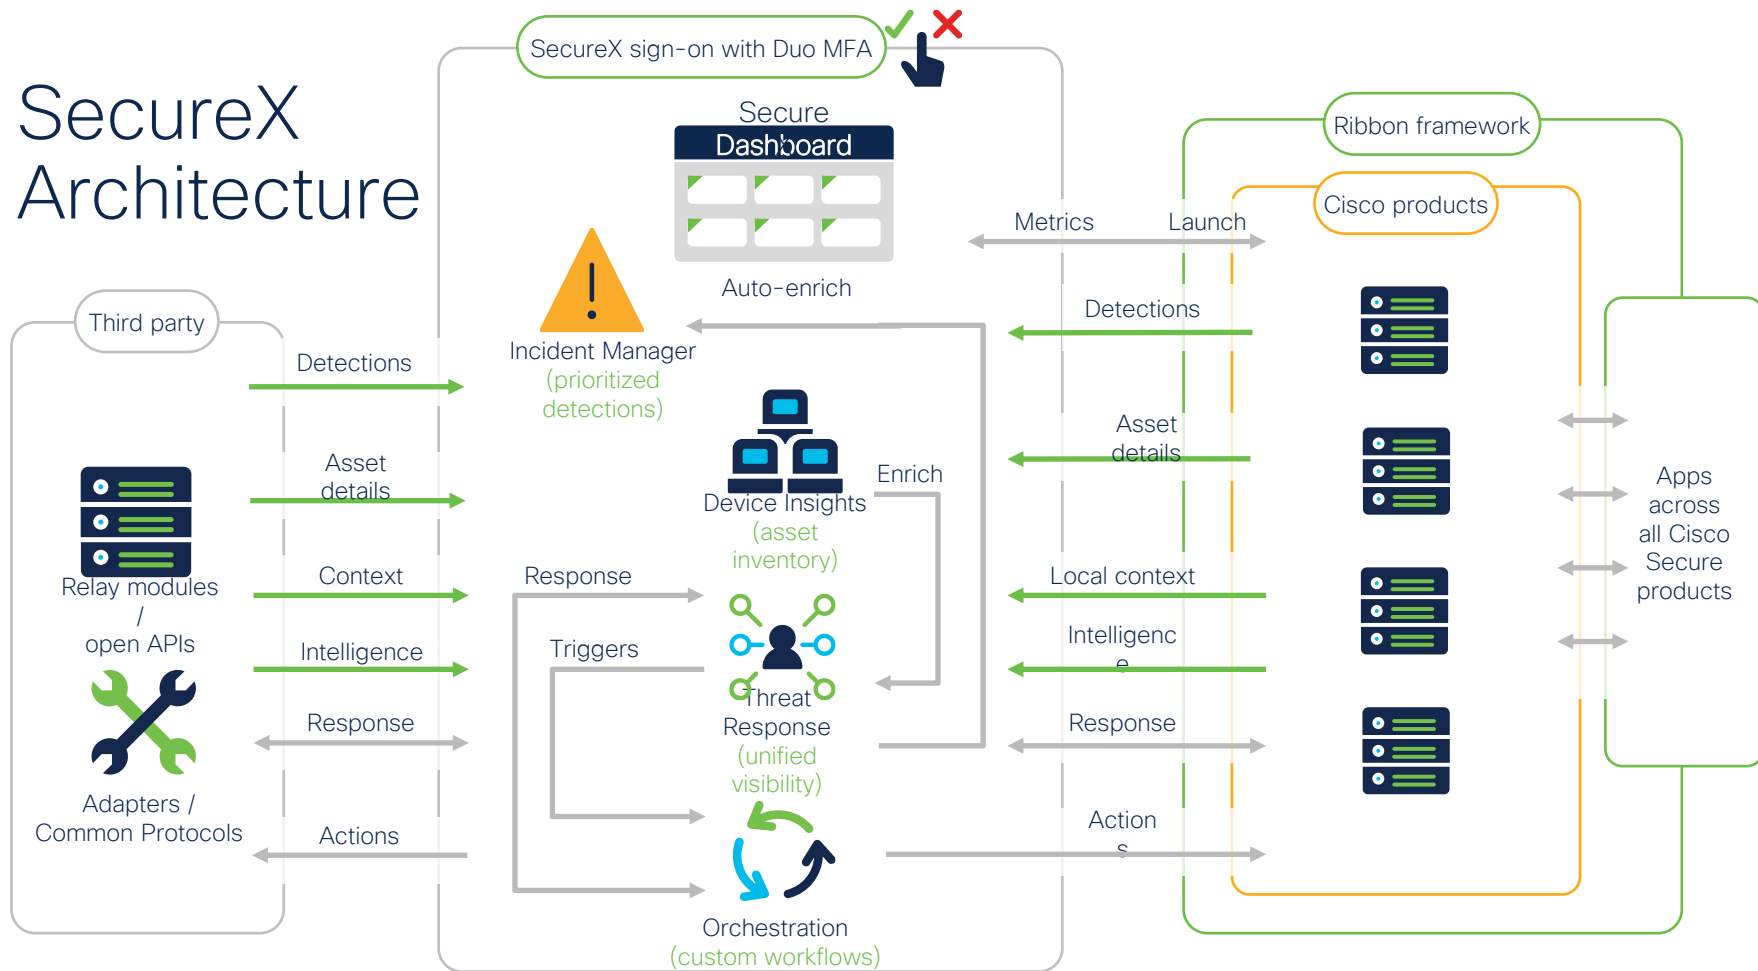 SecureX
Architecture
SecureX sign-on with Duo MFA
Secure
Dashboard
Auto-enrich
Incident Manager
(prioritized
detections)
Device Insights
(asset
inventory)
Enrich
Response
Triggers
Threat
Response
(unified
visibility)
Orchestration
(custom workflows)
Third party
Relay modules
/
open APIs
Adapters /
Common Protocols
Detections
Asset
details
Context
Intelligence
Response
Actions
Metrics
Launch
Detections
Asset
details
Local context
Intelligenc
e
Response
Action
s
Ribbon framework
Cisco products
Apps
across
all Cisco
Secure
products